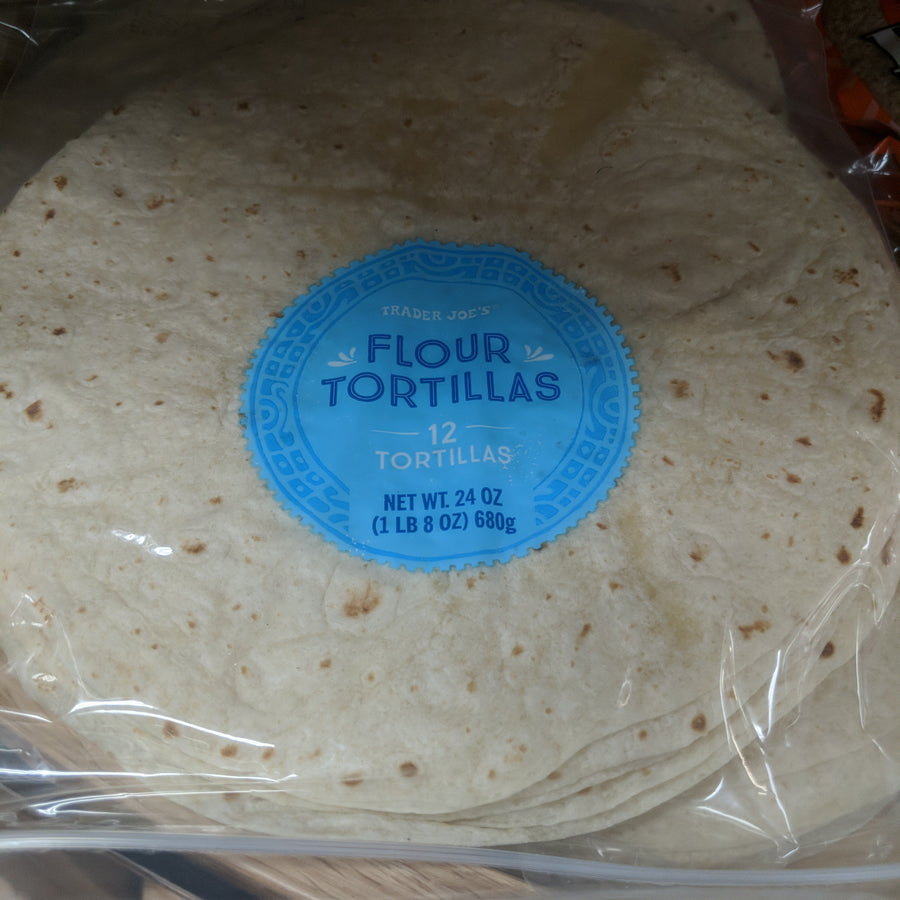 TRADER JOE'S
FLOUR
TORTILLAS
12
TORTILLAS
NET WT. 24 OZ
(1 LB 8 OZ) 680g